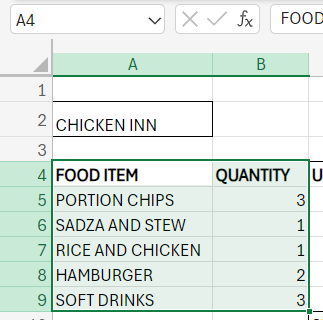 A4 fx FOOD
A B
1
2 CHICKEN INN
3
4 FOOD ITEM QUANTITY U
5 PORTION CHIPS 3
6 SADZA AND STEW 1
7 RICE AND CHICKEN 1
8 HAMBURGER 2
9 SOFT DRINKS 3